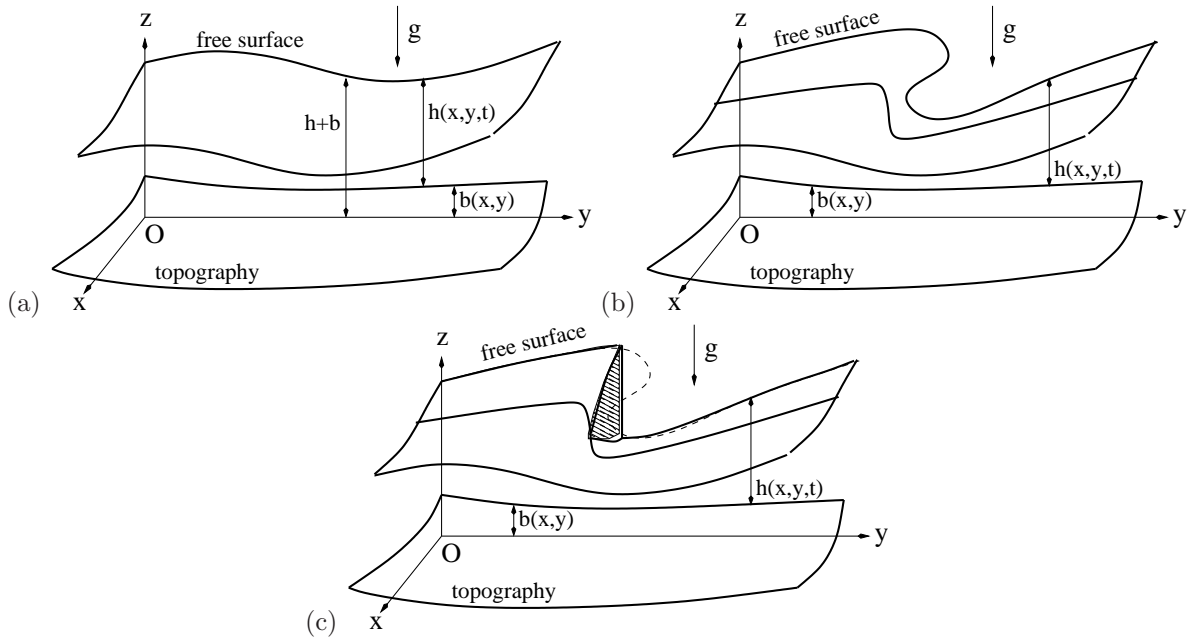 z
g
free surface
h+b
h(x,y,t)
b(x,y)
y
O
topography
x
(a)
z
g
free surface
h(x,y,t)
b(x,y)
y
O
topography
x
(b)
z
g
free surface
h(x,y,t)
b(x,y)
y
O
topography
x
(c)